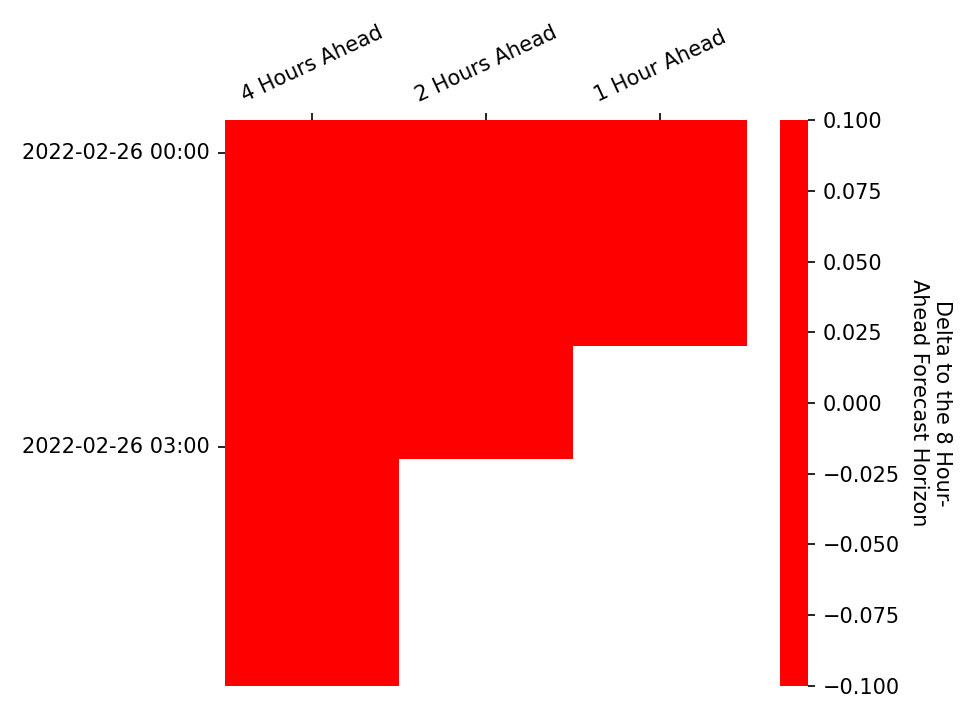 4 Hours Ahead
2 Hours Ahead
1 Hour Ahead
2022-02-26 00:00
2022-02-26 03:00
0.100
0.075
0.050
0.025
0.000
−0.025
−0.050
−0.075
−0.100
Delta to the 8 Hour-
Ahead Forecast Horizon